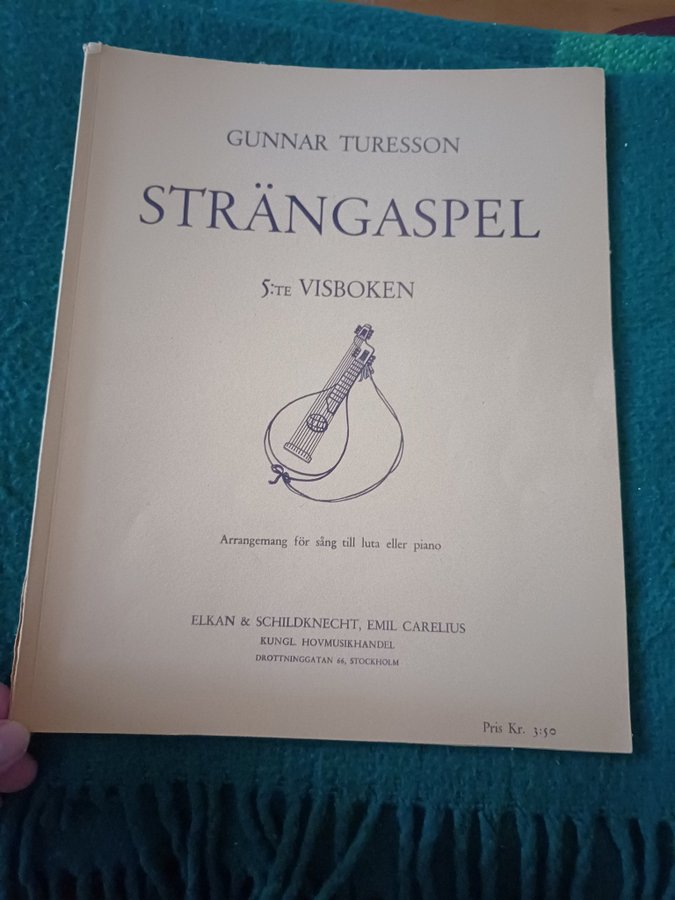 GUNNAR TURESSON
STRÄNGASPEL
5:TE VISBOKEN
Arrangemang för sång till luta eller piano
ELKAN & SCHILDKNECHT, EMIL CARELIUS
KUNGL. HOVMUSIKHANDEL
DROTTNINGGATAN 66, STOCKHOLM
Pris Kr. 3:50